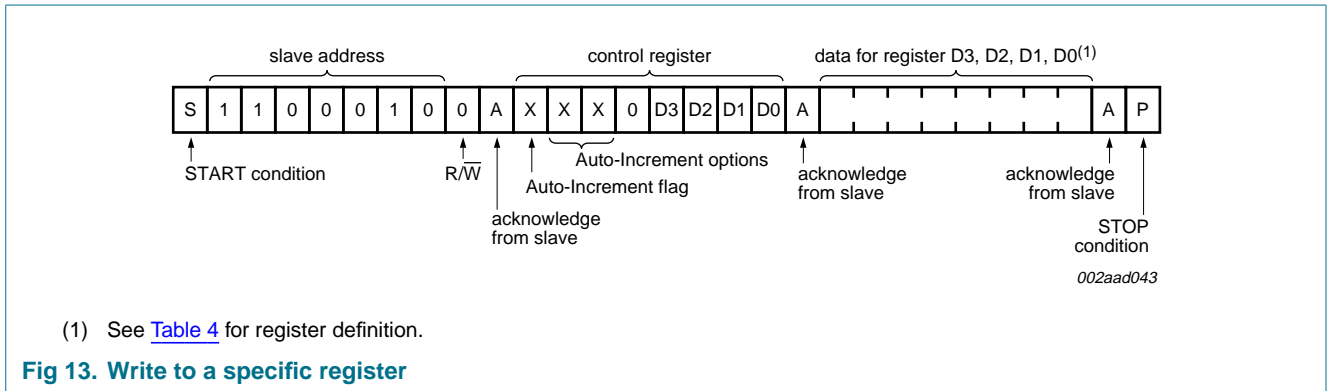 slave address control register data for register D3, D2, D1, D0(1)
S 1 1 0 0 0 1 0 0 A X X X 0 D3 D2 D1 D0 A A P
START condition R/W Auto-Increment options
Auto-Increment flag
acknowledge
from slave
acknowledge
from slave
acknowledge
from slave
STOP
condition
002aad043
(1) See Table 4 for register definition.
Fig 13. Write to a specific register